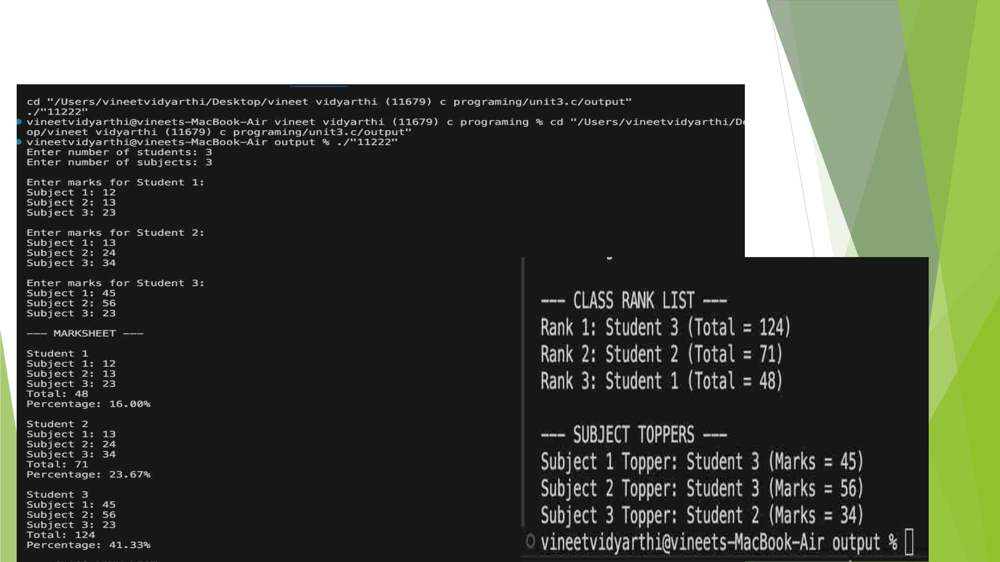 cd "/Users/vineetvidyarthi/Desktop/vineet vidyarthi (11679) c programing/unit3.c/output"
./"11222"
vineetvidyarthi@vineets-MacBook-Air vineet vidyarthi (11679) c programing % cd "/Users/vineetvidyarthi/De
op/vineet vidyarthi (11679) c programing/unit3.c/output"
vineetvidyarthi@vineets-MacBook-Air output % ./"11222"
Enter number of students: 3
Enter number of subjects: 3

Enter marks for Student 1:
Subject 1: 12
Subject 2: 13
Subject 3: 23

Enter marks for Student 2:
Subject 1: 13
Subject 2: 24
Subject 3: 34

Enter marks for Student 3:
Subject 1: 45
Subject 2: 56
Subject 3: 23

--- MARKSHEET ---

Student 1
Subject 1: 12
Subject 2: 13
Subject 3: 23
Total: 48
Percentage: 16.00%

Student 2
Subject 1: 13
Subject 2: 24
Subject 3: 34
Total: 71
Percentage: 23.67%

Student 3
Subject 1: 45
Subject 2: 56
Subject 3: 23
Total: 124
Percentage: 41.33%

--- CLASS RANK LIST ---
Rank 1: Student 3 (Total = 124)
Rank 2: Student 2 (Total = 71)
Rank 3: Student 1 (Total = 48)

--- SUBJECT TOPPERS ---
Subject 1 Topper: Student 3 (Marks = 45)
Subject 2 Topper: Student 3 (Marks = 56)
Subject 3 Topper: Student 2 (Marks = 34)
vineetvidyarthi@vineets-MacBook-Air output %